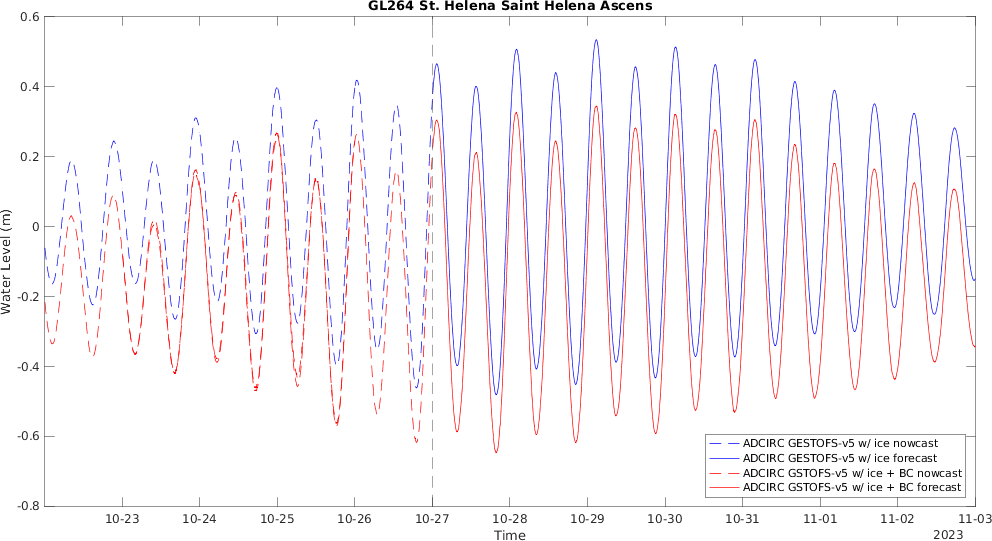 GL264 St. Helena Saint Helena Ascens
0.6
0.4
0.2
0
-0.2
-0.4
-0.6
-0.8
Water Level (m)
ADCIRC GESTOFS-v5 w/ ice nowcast
ADCIRC GESTOFS-v5 w/ ice forecast
ADCIRC GSTOFS-v5 w/ ice + BC nowcast
ADCIRC GSTOFS-v5 w/ ice + BC forecast
10-23 10-24 10-25 10-26 10-27 10-28 10-29 10-30 10-31 11-01 11-02 11-03
Time
2023